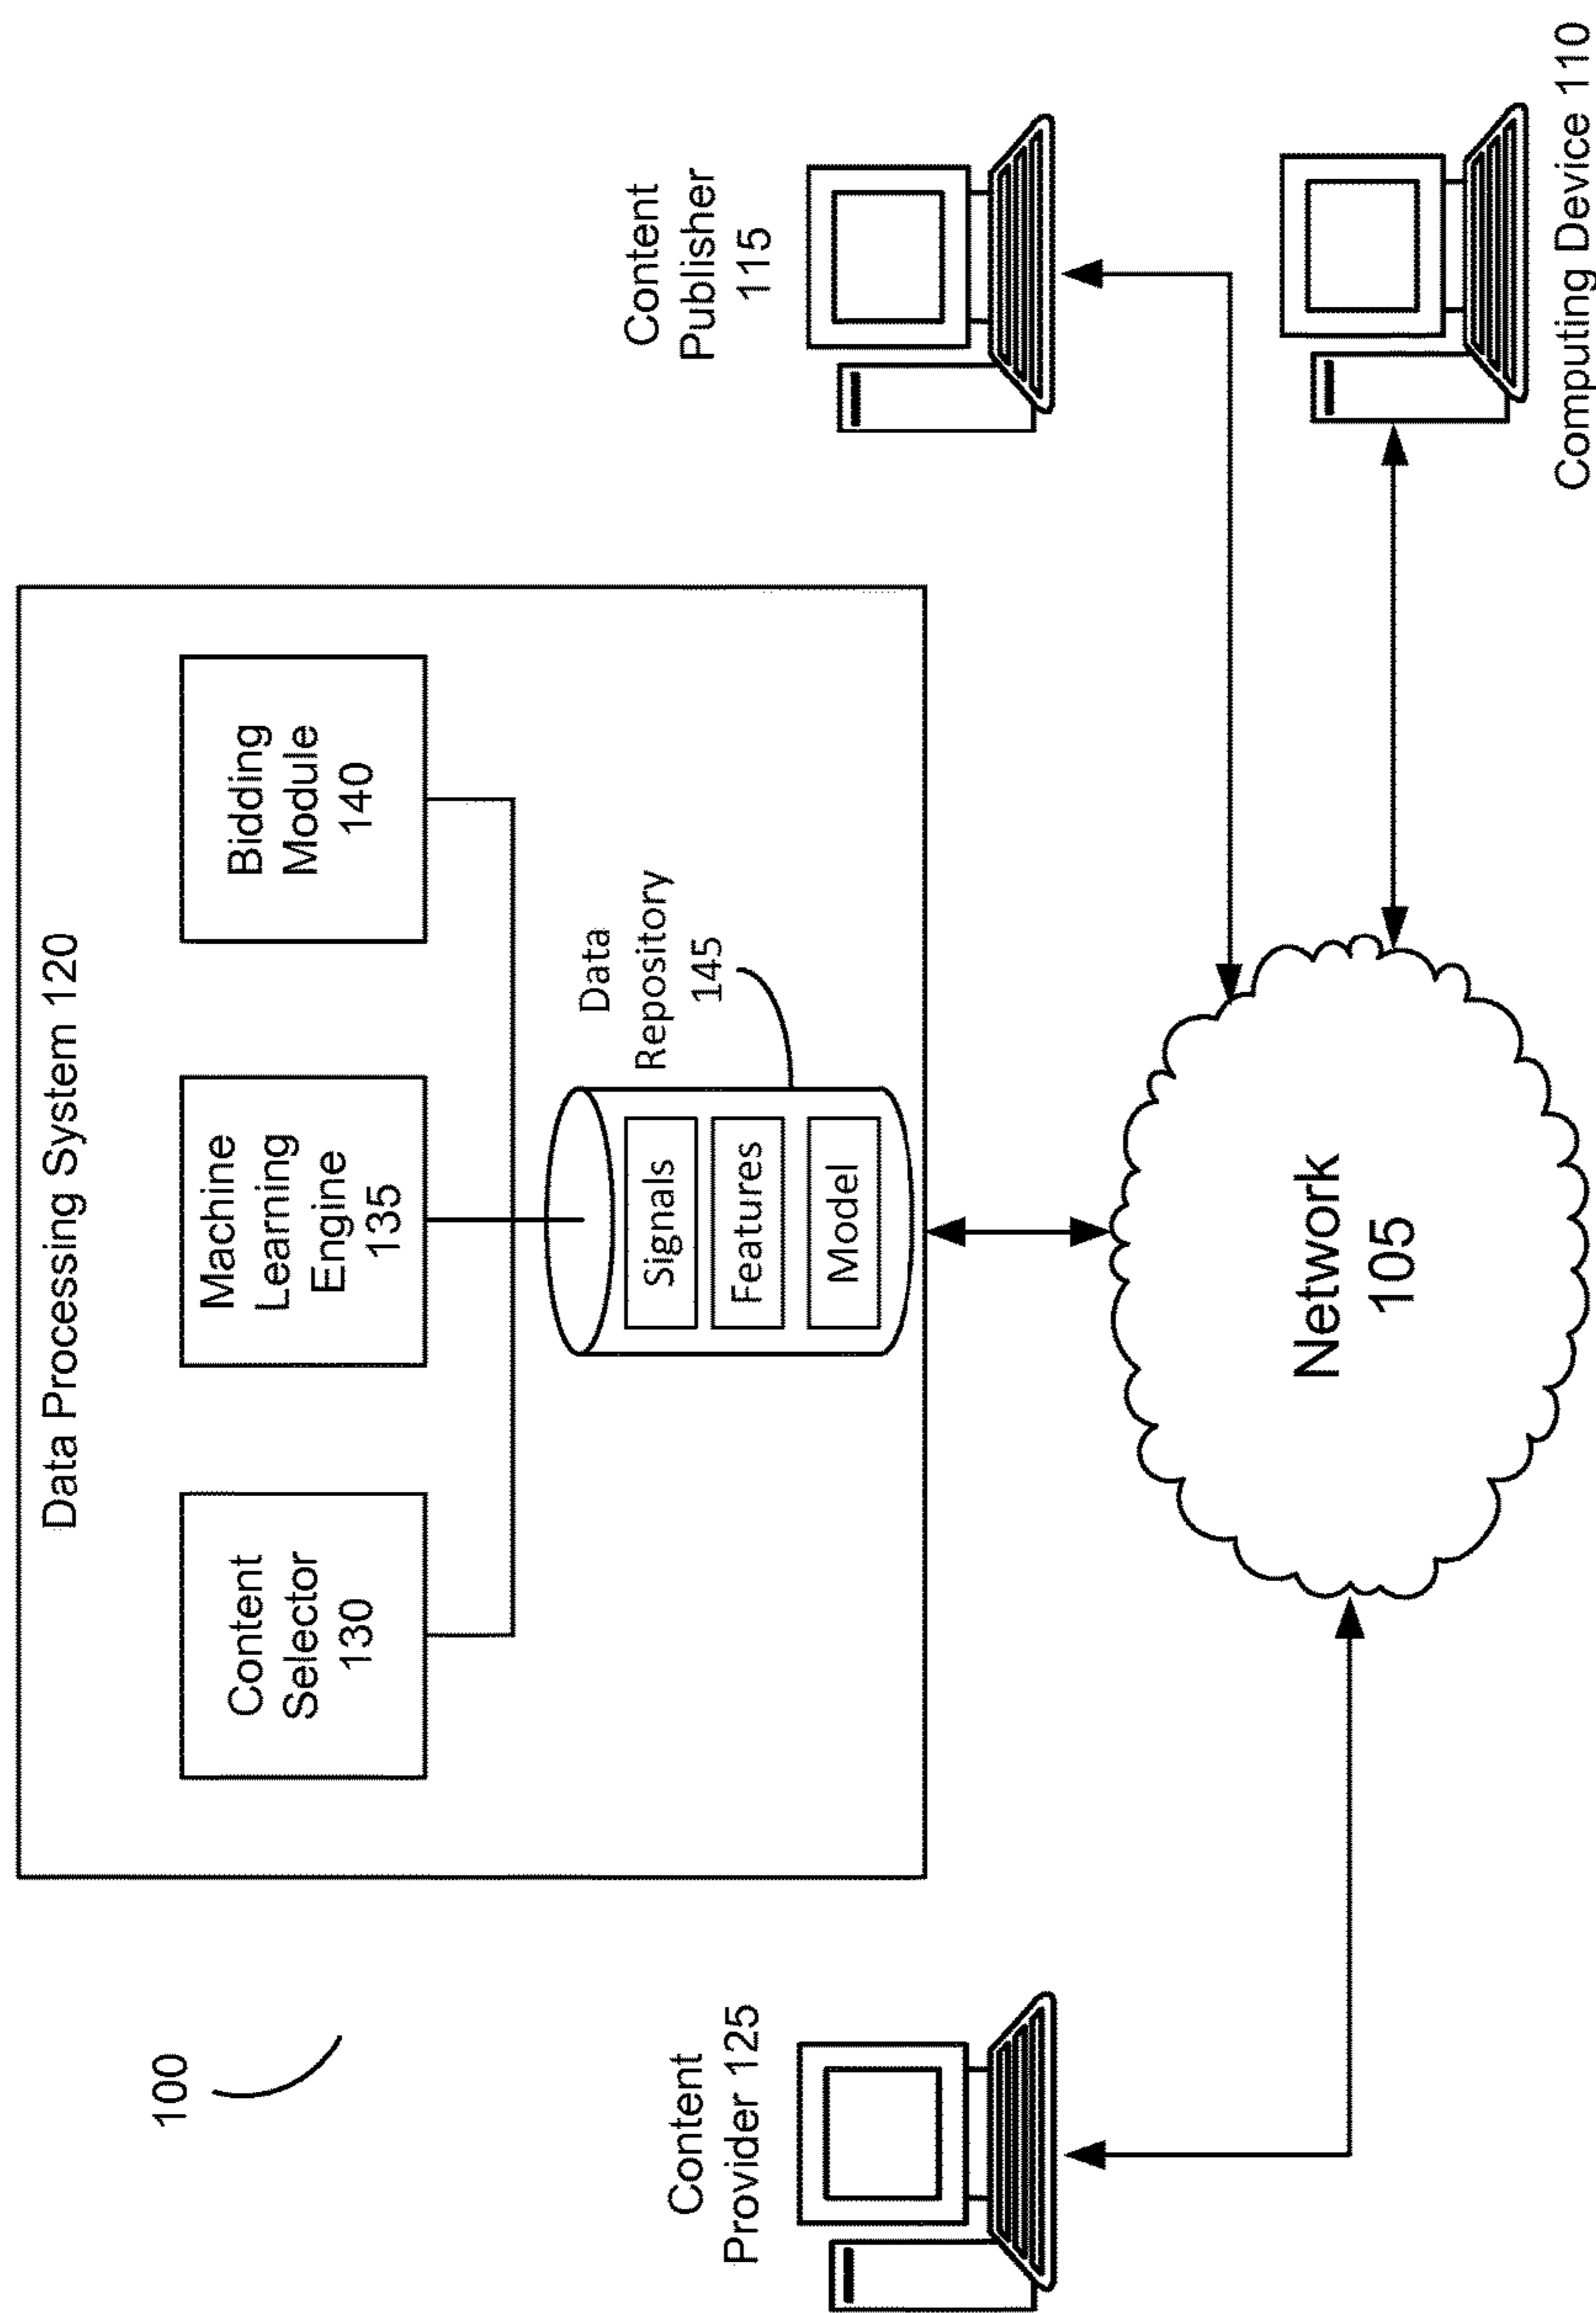 100
Data Processing System 120
Content
Selector
130
Machine
Learning
Engine
135
Bidding
Module
140
Data
Repository
145
Signals
Features
Model
Content
Provider 125
Content
Publisher
115
Network
105
Computing Device 110